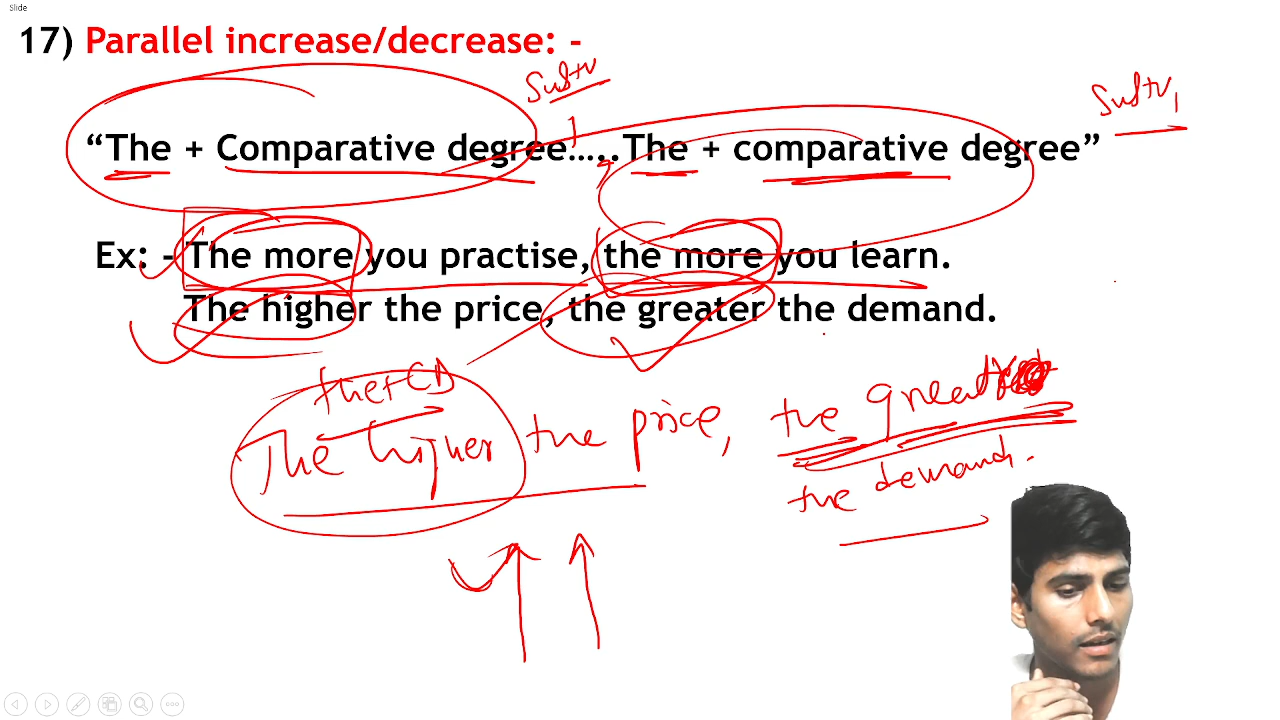 Slide
17) Parallel increase/decrease: -
Sub+v
Sub+v
“The + Comparative degree…,..The + comparative degree”
Ex: - The more you practise, the more you learn.
The higher the price, the greater the demand.
the+CD
The higher the price, the greater
the demand.